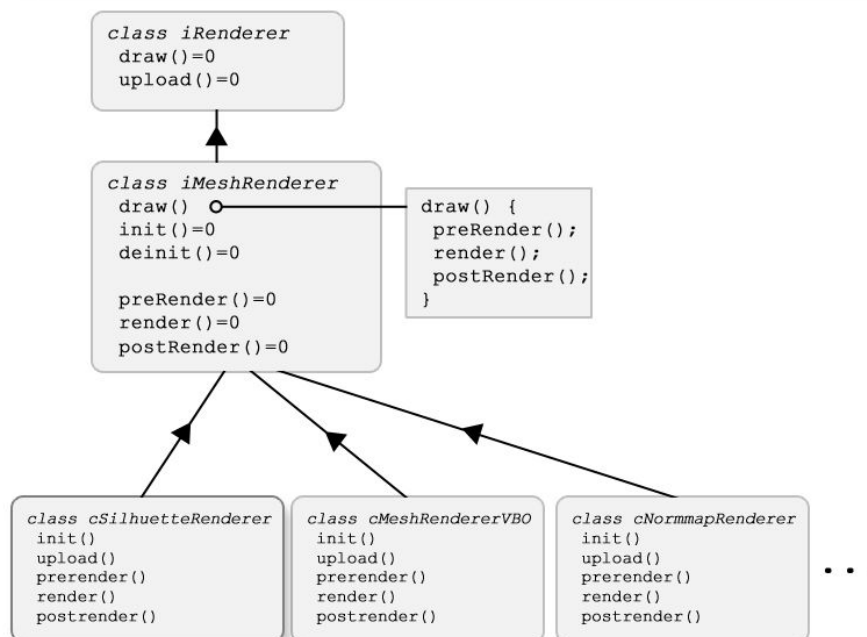 class iRenderer
draw()=0
upload()=0
class iMeshRenderer
draw()
init()=0
deinit()=0
preRender()=0
render()=0
postRender()=0
draw() {
preRender();
render();
postRender();
}
class cSilhuetteRenderer
init()
upload()
prerender()
render()
postrender()
class cMeshRendererVBO
init()
upload()
prerender()
render()
postrender()
class cNormmapRenderer
init()
upload()
prerender()
render()
postrender()
..